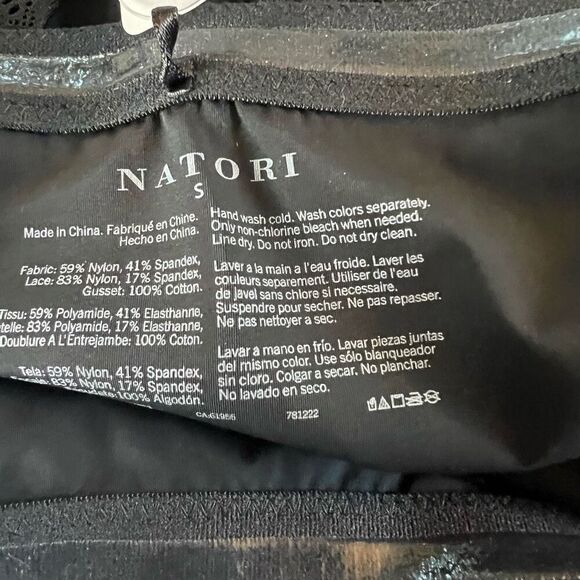 NATORI
S
Made in China. Fabriqué en Chine.
Hecho en China.
Fabric: 59% Nylon, 41% Spandex,
Lace: 83% Nylon, 17% Spandex,
Gusset: 100% Cotton.
Tissu: 59% Polyamide, 41% Elasthanne,
83% Polyamide, 17% Elasthanne,
Doublure A L'Entrejambe: 100% Coton.
Tela: 59% Nylon, 41% Spandex,
83% Nylon, 17% Spandex,
100% Algodón.
Hand wash cold. Wash colors separately.
Only non-chlorine bleach when needed.
Line dry. Do not iron. Do not dry clean.
Laver a la main a l'eau froide. Laver les
couleurs separement. Utiliser de l'eau
de javel sans chlore si necessaire.
Suspendre pour secher. Ne pas repasser.
Ne pas nettoyer a sec.
Lavar a mano en frío. Lavar piezas juntas
del mismo color. Use sólo blanqueador
sin cloro. Colgar a secar. No planchar.
No lavado en seco.
781222